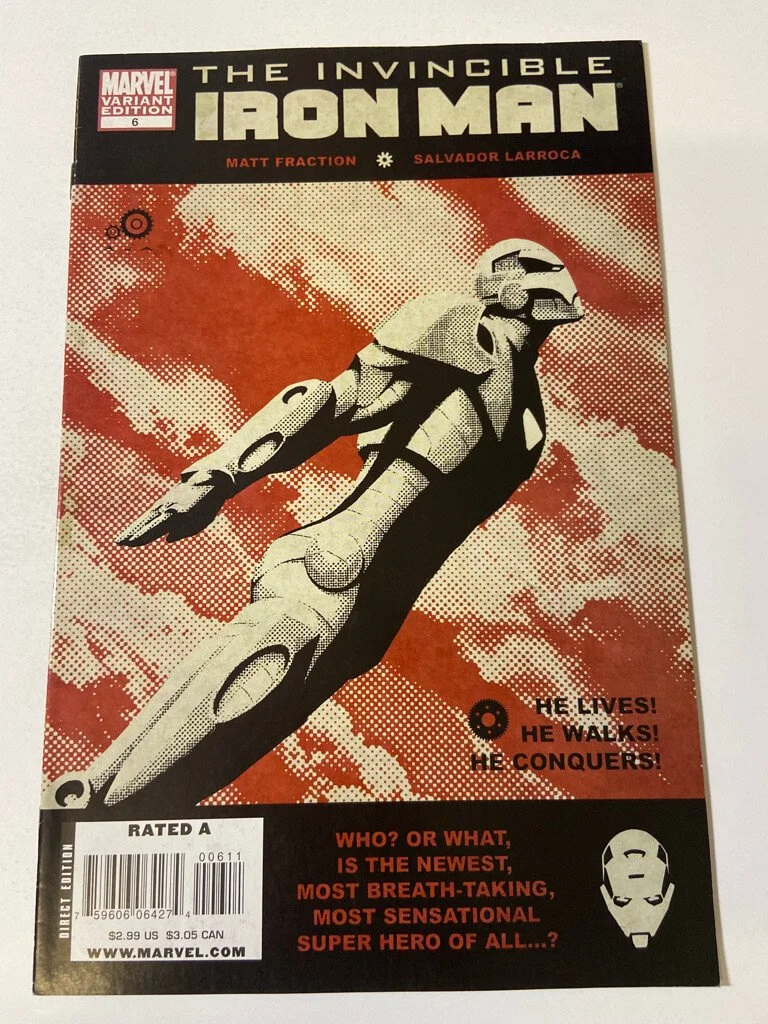 MARVEL®
VARIANT
EDITION
6
THE INVINCIBLE
IRON MAN®
MATT FRACTION SALVADOR LARROCA
HE LIVES!
HE WALKS!
HE CONQUERS!
RATED A
DIRECT EDITION
00611
7 59606 06427 4
$2.99 US $3.05 CAN
WWW.MARVEL.COM
WHO? OR WHAT,
IS THE NEWEST,
MOST BREATH-TAKING,
MOST SENSATIONAL
SUPER HERO OF ALL...?